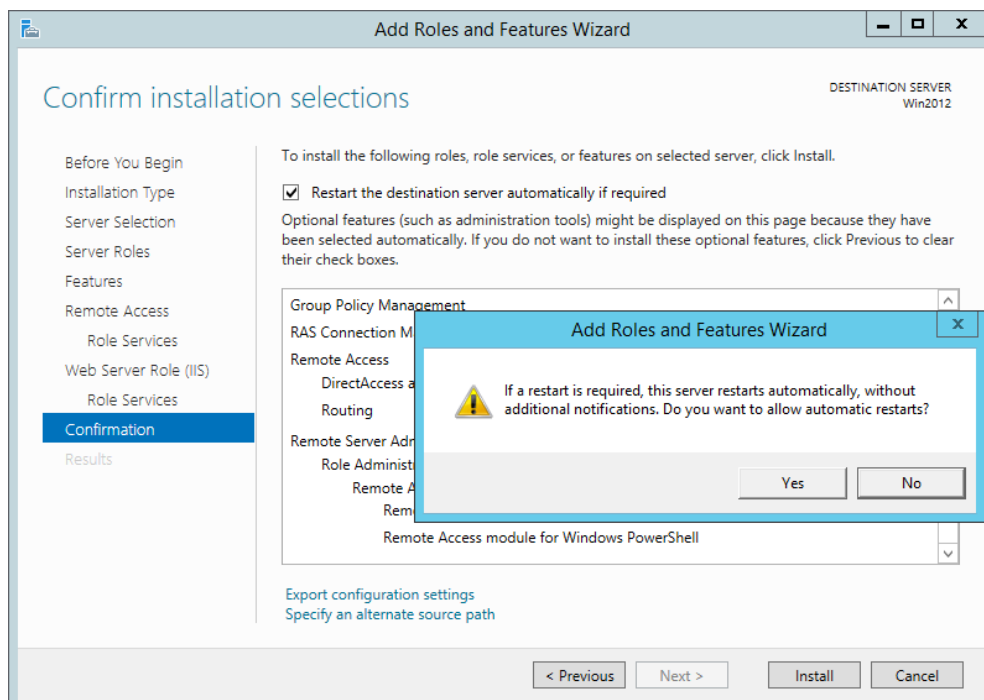 Add Roles and Features Wizard
Confirm installation selections
DESTINATION SERVER
Win2012
Before You Begin
Installation Type
Server Selection
Server Roles
Features
Remote Access
Role Services
Web Server Role (IIS)
Role Services
Confirmation
Results
To install the following roles, role services, or features on selected server, click Install.
Restart the destination server automatically if required
Optional features (such as administration tools) might be displayed on this page because they have
been selected automatically. If you do not want to install these optional features, click Previous to clear
their check boxes.
Group Policy Management
RAS Connection M
Remote Access
DirectAccess a
Routing
Remote Server Adr
Role Administ
Remote A
Rem
Remote Access module for Windows PowerShell
Add Roles and Features Wizard
If a restart is required, this server restarts automatically, without
additional notifications. Do you want to allow automatic restarts?
Yes
No
Export configuration settings
Specify an alternate source path
< Previous
Next >
Install
Cancel